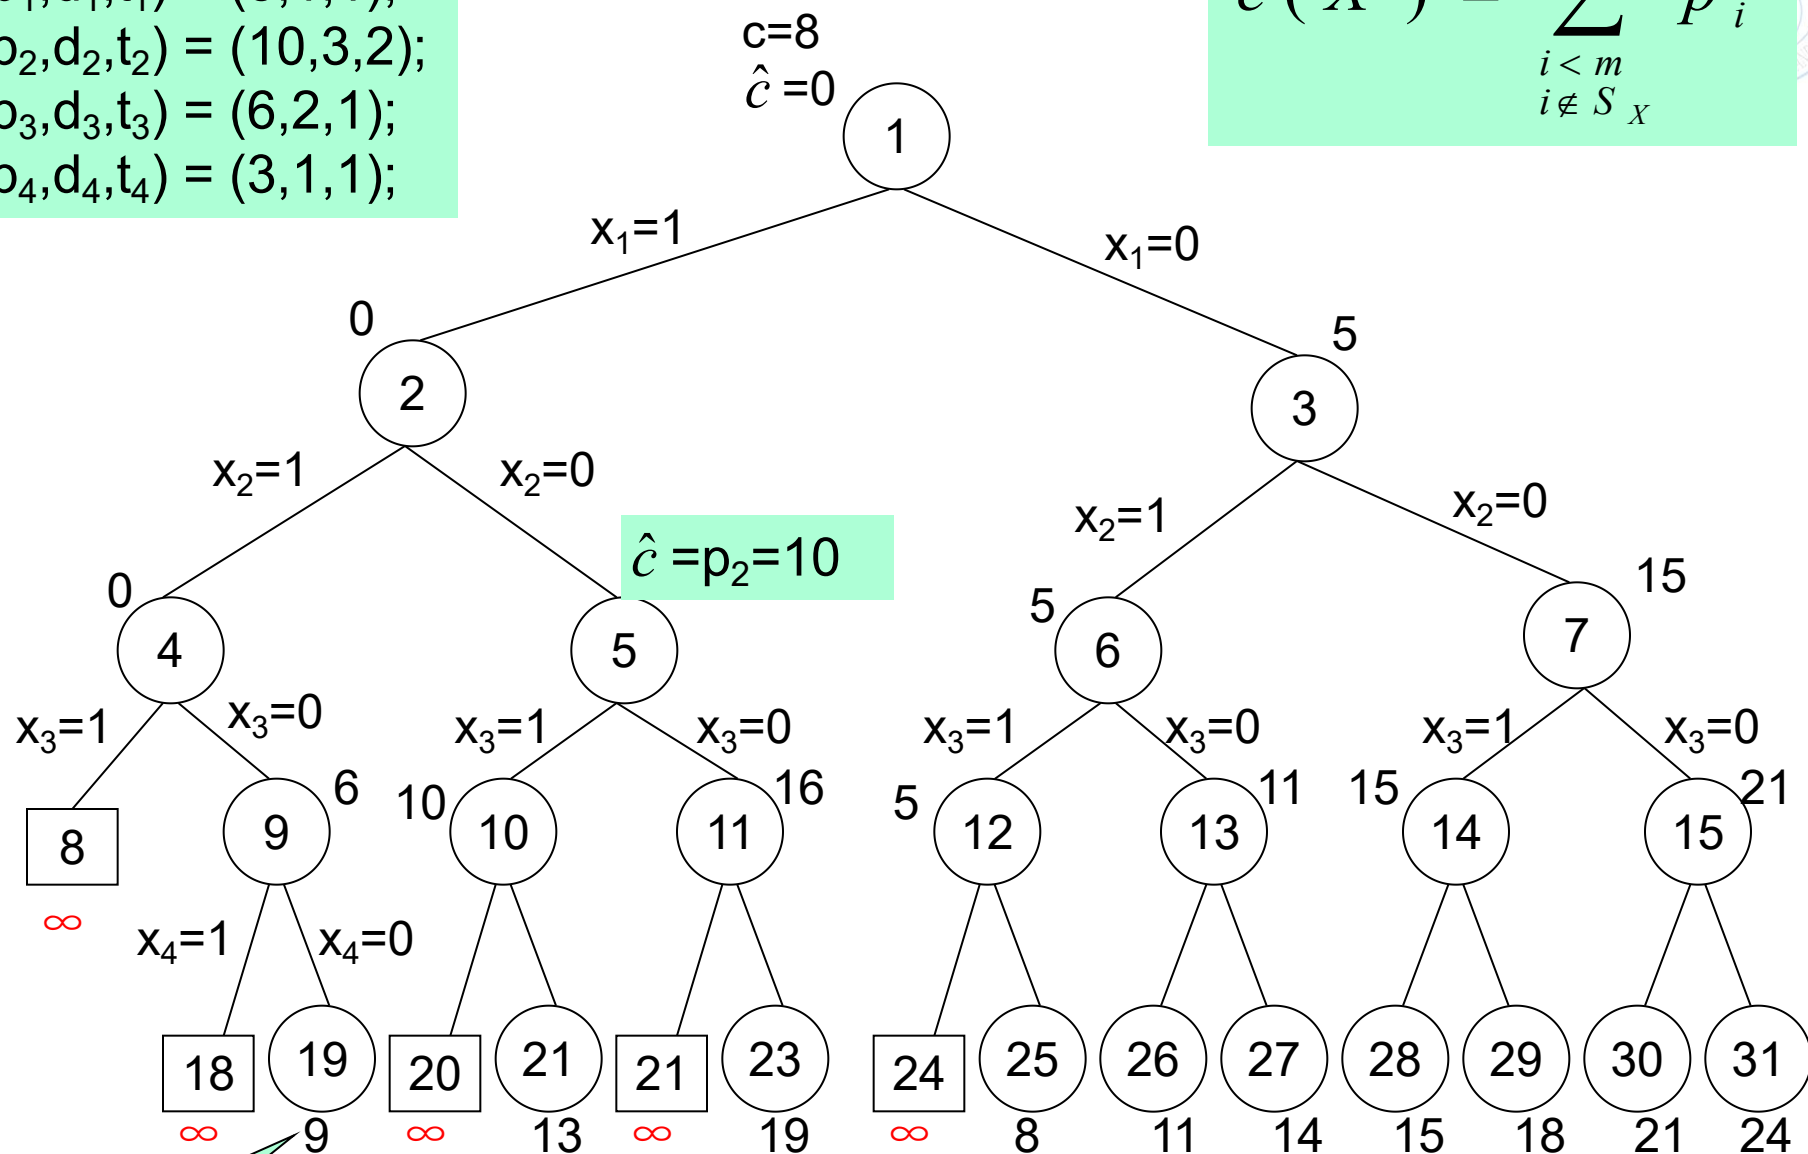 p₂,d₂,t₂) = (10,3,2);
p₃,d₃,t₃) = (6,2,1);
p₄,d₄,t₄) = (3,1,1);
c=8
ĉ =0
i < m
i ∉ S X
1
x₁=1
x₁=0
0
5
2
3
x₂=1
x₂=0
x₂=1
x₂=0
ĉ =p₂=10
0
5
15
4
5
6
7
x₃=1
x₃=0
x₃=1
x₃=0
x₃=1
x₃=0
x₃=1
x₃=0
6
10
16
5
11
15
21
8
9
10
11
12
13
14
15
∞
x₄=1
x₄=0
18
19
20
21
21
23
24
25
26
27
28
29
30
31
∞
9
∞
13
∞
19
∞
8
11
14
15
18
21
24